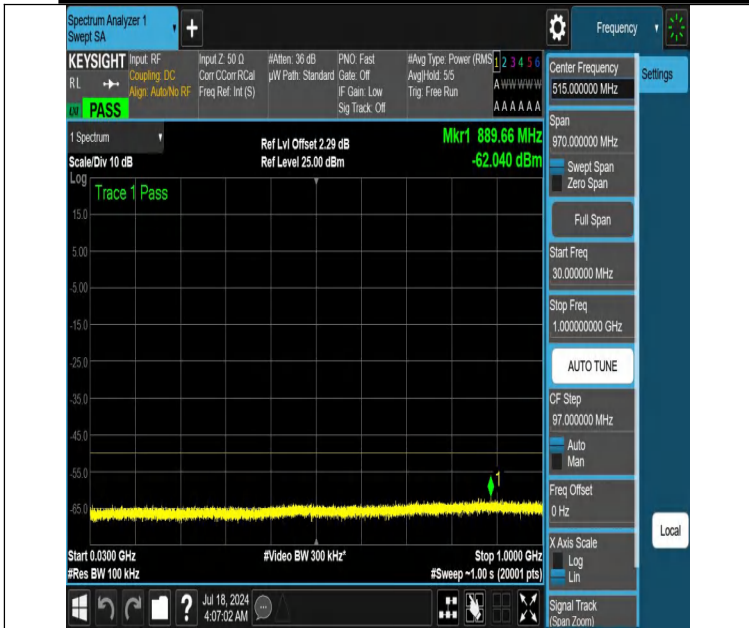 Spectrum Analyzer 1
Swept SA
+
Frequency
KEYSIGHT
RL
PASS
Input: RF
Coupling: DC
Align: Auto/No RF
Input Z: 50 Ω
Corr CCorr RCal
Freq Ref: Int (S)
#Atten: 36 dB
µW Path: Standard
PNO: Fast
Gate: Off
IF Gain: Low
Sig Track: Off
#Avg Type: Power (RMS
Avg|Hold: 5/5
Trig: Free Run
1 2 3 4 5 6
A W W W W W
A A A A A A
1 Spectrum
Scale/Div 10 dB
Ref Lvl Offset 2.29 dB
Ref Level 25.00 dBm
Mkr1 889.66 MHz
-62.040 dBm
Log
Trace 1 Pass
15.0
5.00
-5.00
-15.0
-25.0
-35.0
-45.0
-55.0
-65.0
1
Start 0.0300 GHz
#Res BW 100 kHz
#Video BW 300 kHz*
Stop 1.0000 GHz
#Sweep ~1.00 s (20001 pts)
Center Frequency
515.000000 MHz
Settings
Span
970.000000 MHz
Swept Span
Zero Span
Full Span
Start Freq
30.000000 MHz
Stop Freq
1.000000000 GHz
AUTO TUNE
CF Step
97.000000 MHz
Auto
Man
Freq Offset
0 Hz
Local
X Axis Scale
Log
Lin
Signal Track
(Span Zoom)
?
Jul 18, 2024
4:07:02 AM